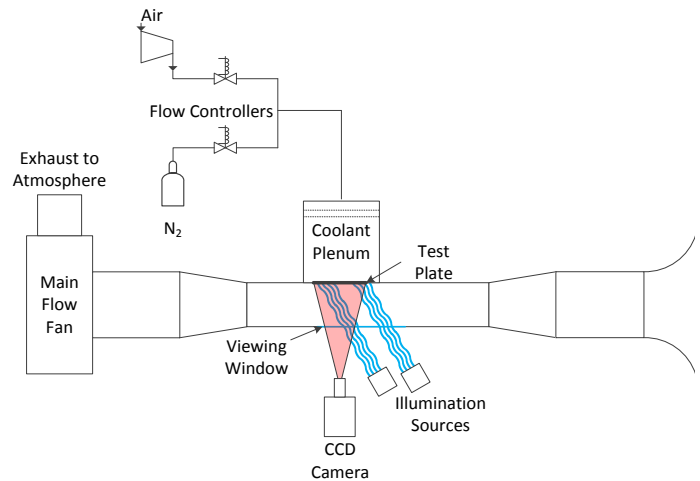 Air
Flow Controllers
N₂
Exhaust to
Atmosphere
Main
Flow
Fan
Coolant
Plenum
Test
Plate
Viewing
Window
Illumination
Sources
CCD
Camera